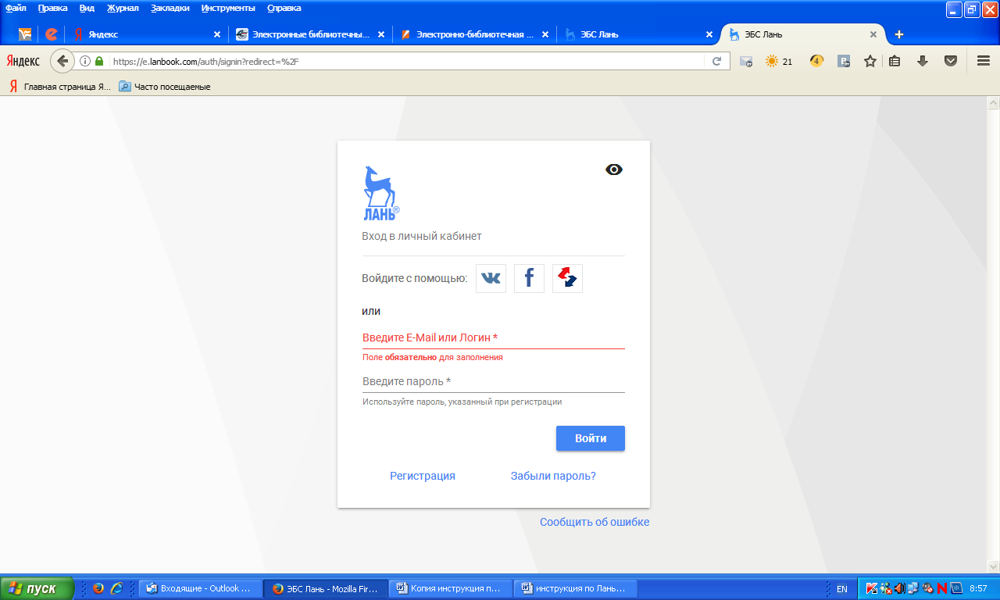 Файл Правка Вид Журнал Закладки Инструменты Справка
Яндекс Электронные библиотечны... Электронно-библиотечная ... ЭБС Лань ЭБС Лань
Яндекс https://e.lanbook.com/auth/signin?redirect=%2F 21 4
Главная страница Я... Часто посещаемые
ЛАНЬ®
Вход в личный кабинет
Войдите с помощью:
или
Введите E-Mail или Логин *
Поле обязательно для заполнения
Введите пароль *
Используйте пароль, указанный при регистрации
Войти
Регистрация Забыли пароль?
Сообщить об ошибке
пуск Входящие - Outlook ... ЭБС Лань - Mozilla Fir... Копия инструкция п... инструкция по Лань... EN 8:57